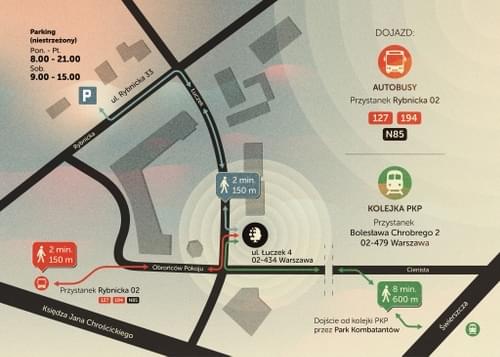 Parking
(niestrzeżony)
Pon. - Pt.
8.00 - 21.00
Sob.
9.00 - 15.00
P
ul. Rybnicka 33
Rybnicka
Łuczek
2 min.
150 m
ul. Łuczek 4
02-434 Warszawa
2 min.
150 m
Obrońców Pokoju
Przystanek Rybnicka 02
127 194 N85
Księdza Jana Chrościckiego
Cienista
8 min.
600 m
Dojście od kolejki PKP
przez Park Kombatantów
Świerszcza
DOJAZD:
AUTOBUSY
Przystanek Rybnicka 02
127 194
N85
KOLEJKA PKP
Przystanek
Bolesława Chrobrego 2
02-479 Warszawa